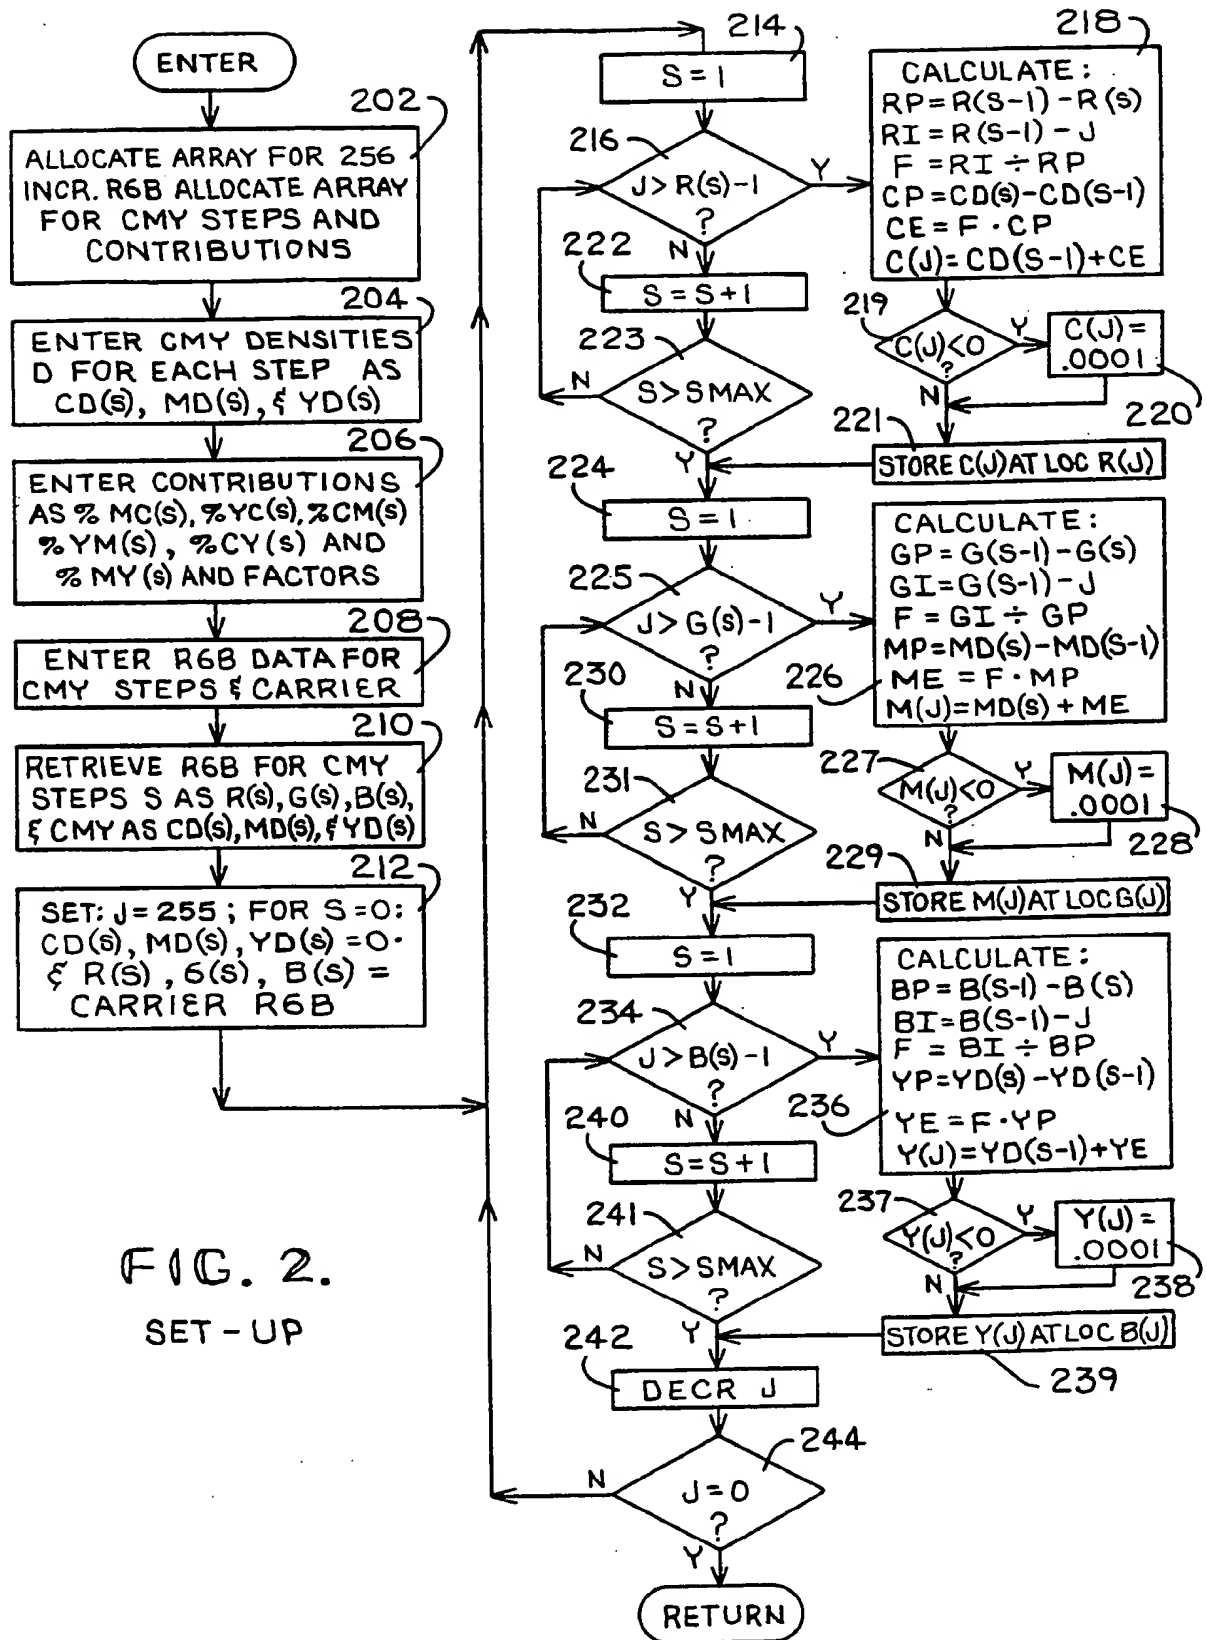 ENTER
202
ALLOCATE ARRAY FOR 256
INCR. RGB ALLOCATE ARRAY
FOR CMY STEPS AND
CONTRIBUTIONS
204
ENTER CMY DENSITIES
D FOR EACH STEP AS
CD(S), MD(S), & YD(S)
206
ENTER CONTRIBUTIONS
AS % MC(S), %YC(S), %CM(S)
%YM(S), %CY(S) AND
% MY(S) AND FACTORS
208
ENTER RGB DATA FOR
CMY STEPS & CARRIER
210
RETRIEVE RGB FOR CMY
STEPS S AS R(S), G(S), B(S),
& CMY AS CD(S), MD(S), & YD(S)
212
SET: J=255; FOR S=0:
CD(S), MD(S), YD(S) =0.
& R(S), G(S), B(S) =
CARRIER RGB
FIG. 2.
SET-UP
214
S=1
216
J>R(S)-1
?
Y
N
222
S=S+1
223
S>SMAX
?
N
Y
218
CALCULATE:
RP=R(S-1)-R(S)
RI=R(S-1)-J
F=RI÷RP
CP=CD(S)-CD(S-1)
CE=F·CP
C(J)=CD(S-1)+CE
219
C(J)<0
?
Y
N
C(J)=
.0001
220
221
STORE C(J) AT LOC R(J)
224
S=1
225
J>G(S)-1
?
Y
N
230
S=S+1
231
S>SMAX
?
N
Y
CALCULATE:
GP=G(S-1)-G(S)
GI=G(S-1)-J
F=GI÷GP
MP=MD(S)-MD(S-1)
ME=F·MP
M(J)=MD(S)+ME
226
227
M(J)<0
?
Y
N
M(J)=
.0001
228
229
STORE M(J) AT LOC G(J)
232
S=1
234
J>B(S)-1
?
Y
N
240
S=S+1
241
S>SMAX
?
N
Y
CALCULATE:
BP=B(S-1)-B(S)
BI=B(S-1)-J
F=BI÷BP
YP=YD(S)-YD(S-1)
YE=F·YP
Y(J)=YD(S-1)+YE
236
237
Y(J)<0
?
Y
N
Y(J)=
.0001
238
STORE Y(J) AT LOC B(J)
239
242
DECR J
244
J=0
?
N
Y
RETURN